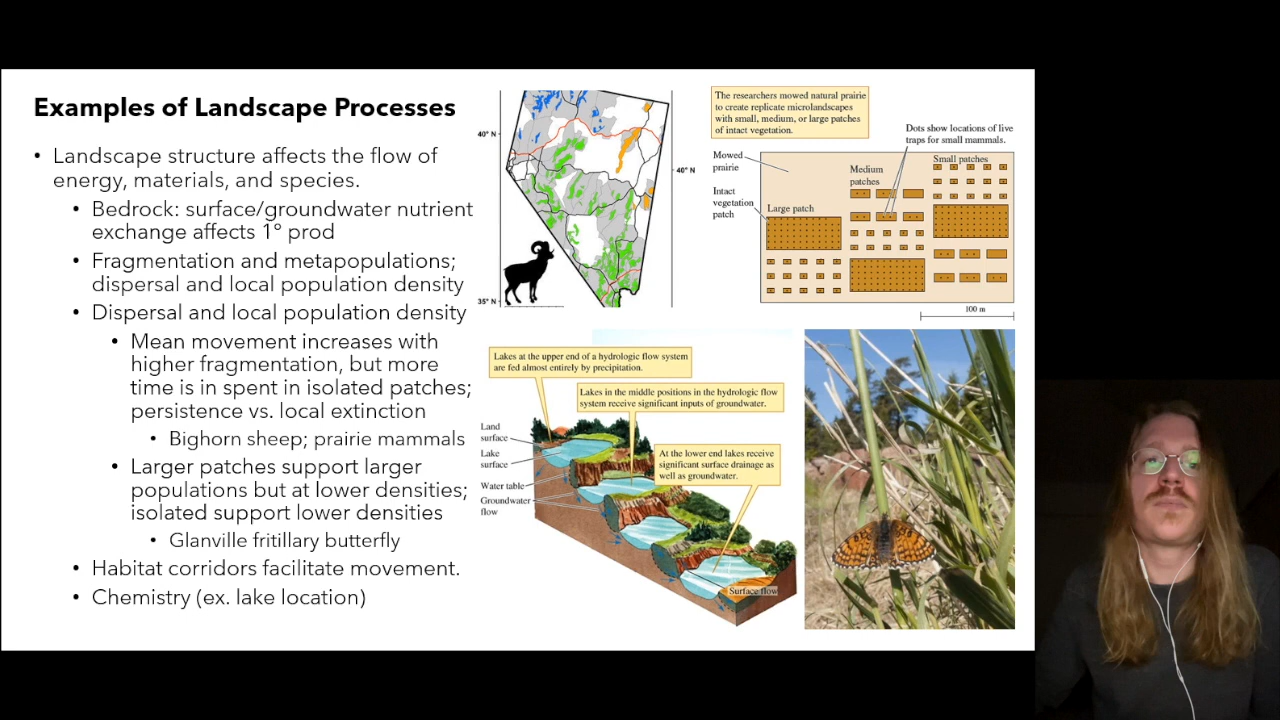 Examples of Landscape Processes
• Landscape structure affects the flow of
energy, materials, and species.
• Bedrock: surface/groundwater nutrient
exchange affects 1° prod
• Fragmentation and metapopulations;
dispersal and local population density
• Dispersal and local population density
• Mean movement increases with
higher fragmentation, but more
time is in spent in isolated patches;
persistence vs. local extinction
• Bighorn sheep; prairie mammals
• Larger patches support larger
populations but at lower densities;
isolated support lower densities
• Glanville fritillary butterfly
• Habitat corridors facilitate movement.
• Chemistry (ex. lake location)
40° N
40° N
35° N
The researchers mowed natural prairie
to create replicate microlandscapes
with small, medium, or large patches
of intact vegetation.
Dots show locations of live
traps for small mammals.
Mowed
prairie
Medium
patches
Small patches
Intact
vegetation
patch
Large patch
100 m
Lakes at the upper end of a hydrologic flow system
are fed almost entirely by precipitation.
Lakes in the middle positions in the hydrologic flow
system receive significant inputs of groundwater.
At the lower end lakes receive
significant surface drainage as
well as groundwater.
Land
surface
Lake
surface
Water table
Groundwater
flow
Surface flow